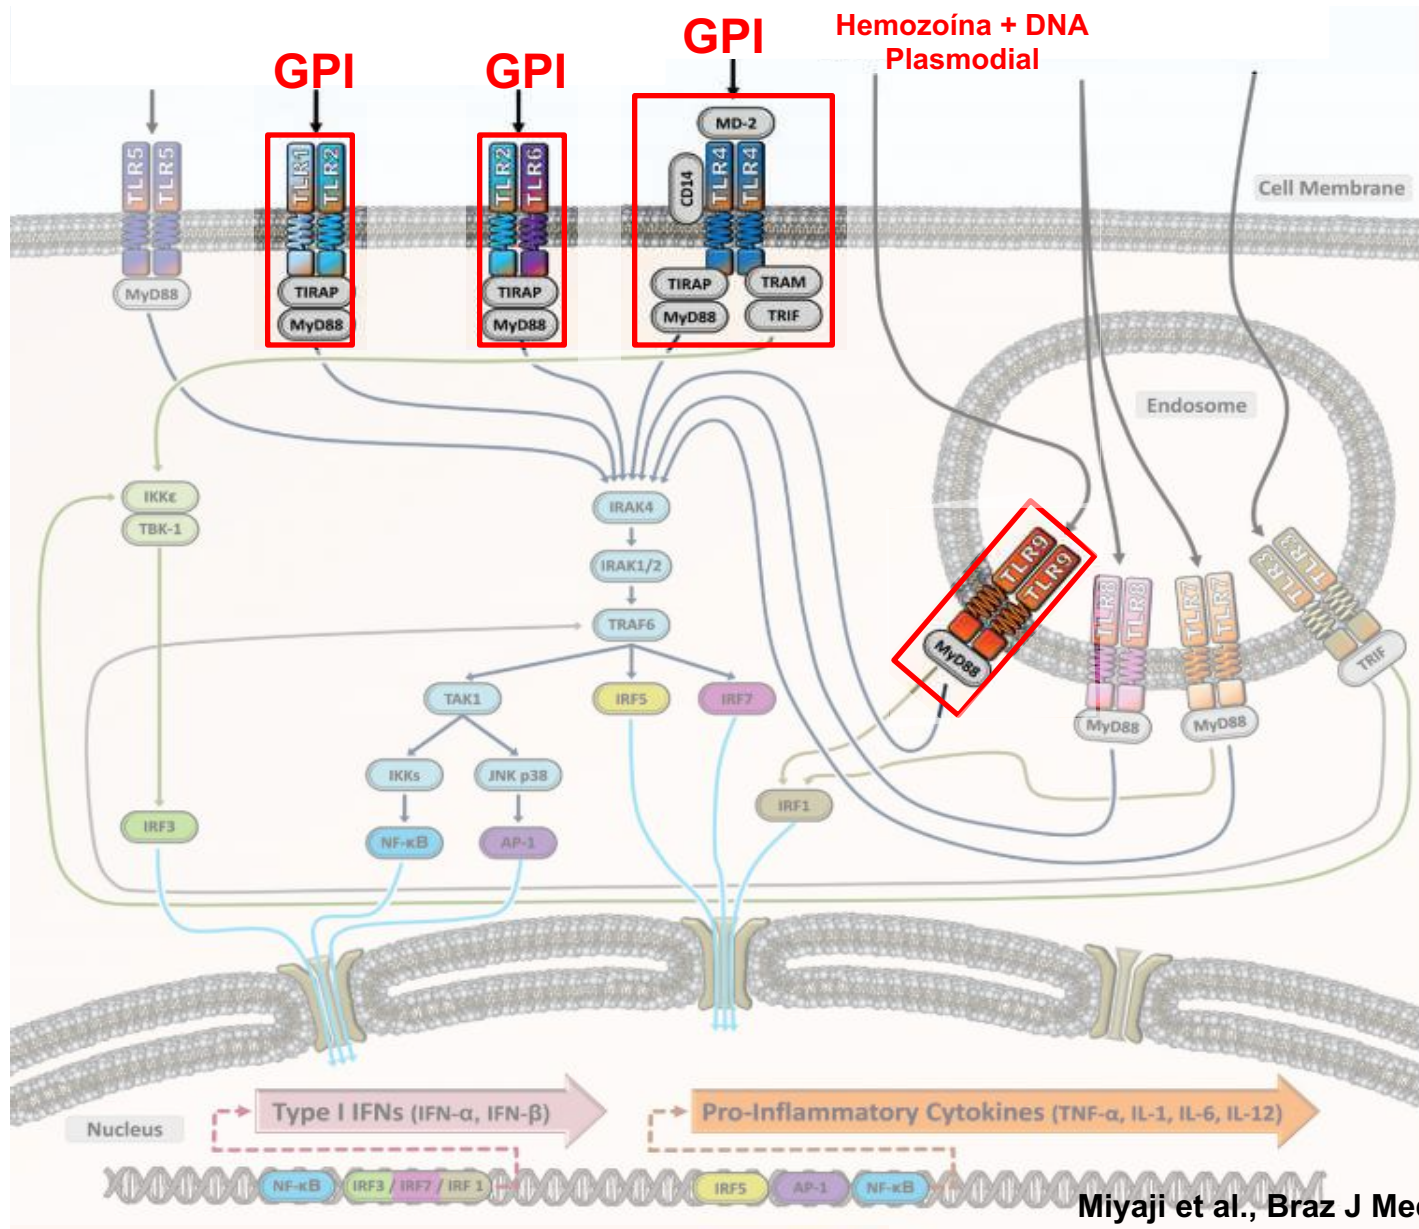 GPI
GPI
GPI
Hemozoína + DNA
Plasmodial
MD-2
CD14
TLR5
TLR5
MyD88
TLR1
TLR2
TIRAP
MyD88
TLR2
TLR6
TIRAP
MyD88
TLR4
TLR4
TIRAP
MyD88
TRAM
TRIF
Cell Membrane
Endosome
TLR9
TLR9
MyD88
TLR8
TLR8
MyD88
TLR7
TLR7
MyD88
TLR3
TLR3
TRIF
IKKε
TBK-1
IRAK4
IRAK1/2
TRAF6
TAK1
IRF5
IRF7
IKKs
JNK p38
IRF1
IRF3
NF-κB
AP-1
Type I IFNs (IFN-α, IFN-β)
Pro-Inflammatory Cytokines (TNF-α, IL-1, IL-6, IL-12)
Nucleus
NF-κB
IRF3 / IRF7 / IRF 1
IRF5
AP-1
NF-κB
Miyaji et al., Braz J